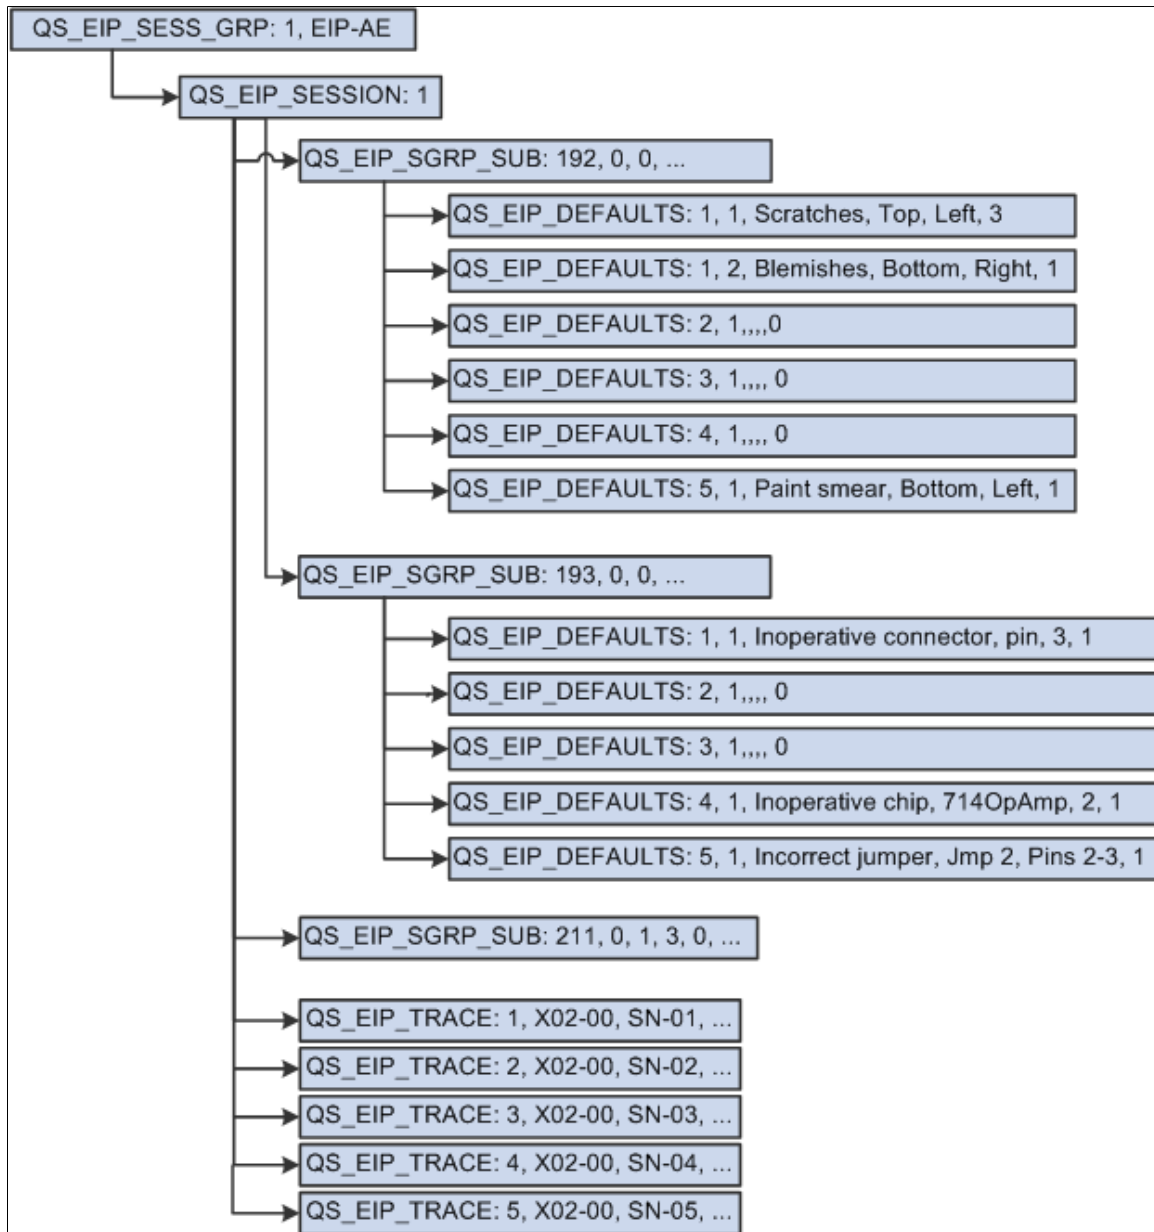 QS_EIP_SESS_GRP: 1, EIP-AE
QS_EIP_SESSION: 1
QS_EIP_SGRP_SUB: 192, 0, 0, ...
QS_EIP_DEFAULTS: 1, 1, Scratches, Top, Left, 3
QS_EIP_DEFAULTS: 1, 2, Blemishes, Bottom, Right, 1
QS_EIP_DEFAULTS: 2, 1,,,,0
QS_EIP_DEFAULTS: 3, 1,,,, 0
QS_EIP_DEFAULTS: 4, 1,,,, 0
QS_EIP_DEFAULTS: 5, 1, Paint smear, Bottom, Left, 1
QS_EIP_SGRP_SUB: 193, 0, 0, ...
QS_EIP_DEFAULTS: 1, 1, Inoperative connector, pin, 3, 1
QS_EIP_DEFAULTS: 2, 1,,,, 0
QS_EIP_DEFAULTS: 3, 1,,,, 0
QS_EIP_DEFAULTS: 4, 1, Inoperative chip, 714OpAmp, 2, 1
QS_EIP_DEFAULTS: 5, 1, Incorrect jumper, Jmp 2, Pins 2-3, 1
QS_EIP_SGRP_SUB: 211, 0, 1, 3, 0, ...
QS_EIP_TRACE: 1, X02-00, SN-01, ...
QS_EIP_TRACE: 2, X02-00, SN-02, ...
QS_EIP_TRACE: 3, X02-00, SN-03, ...
QS_EIP_TRACE: 4, X02-00, SN-04, ...
QS_EIP_TRACE: 5, X02-00, SN-05, ...